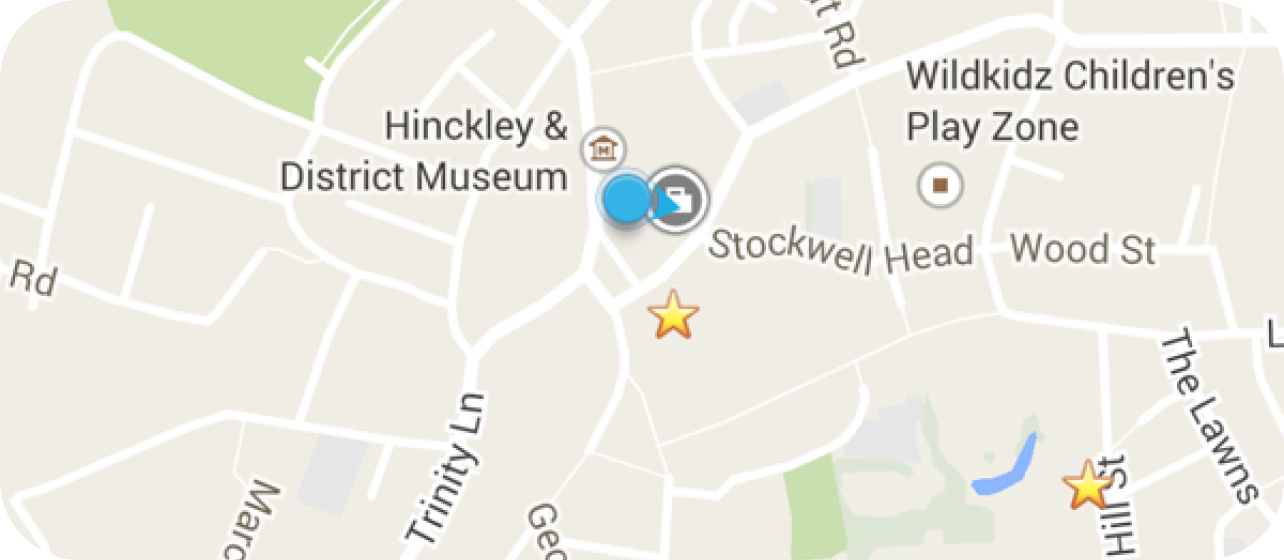 Rd
Wildkidz Children's
Play Zone
Hinckley &
District Museum
Stockwell Head
Wood St
Rd
The Lawns
Trinity Ln
Hill St